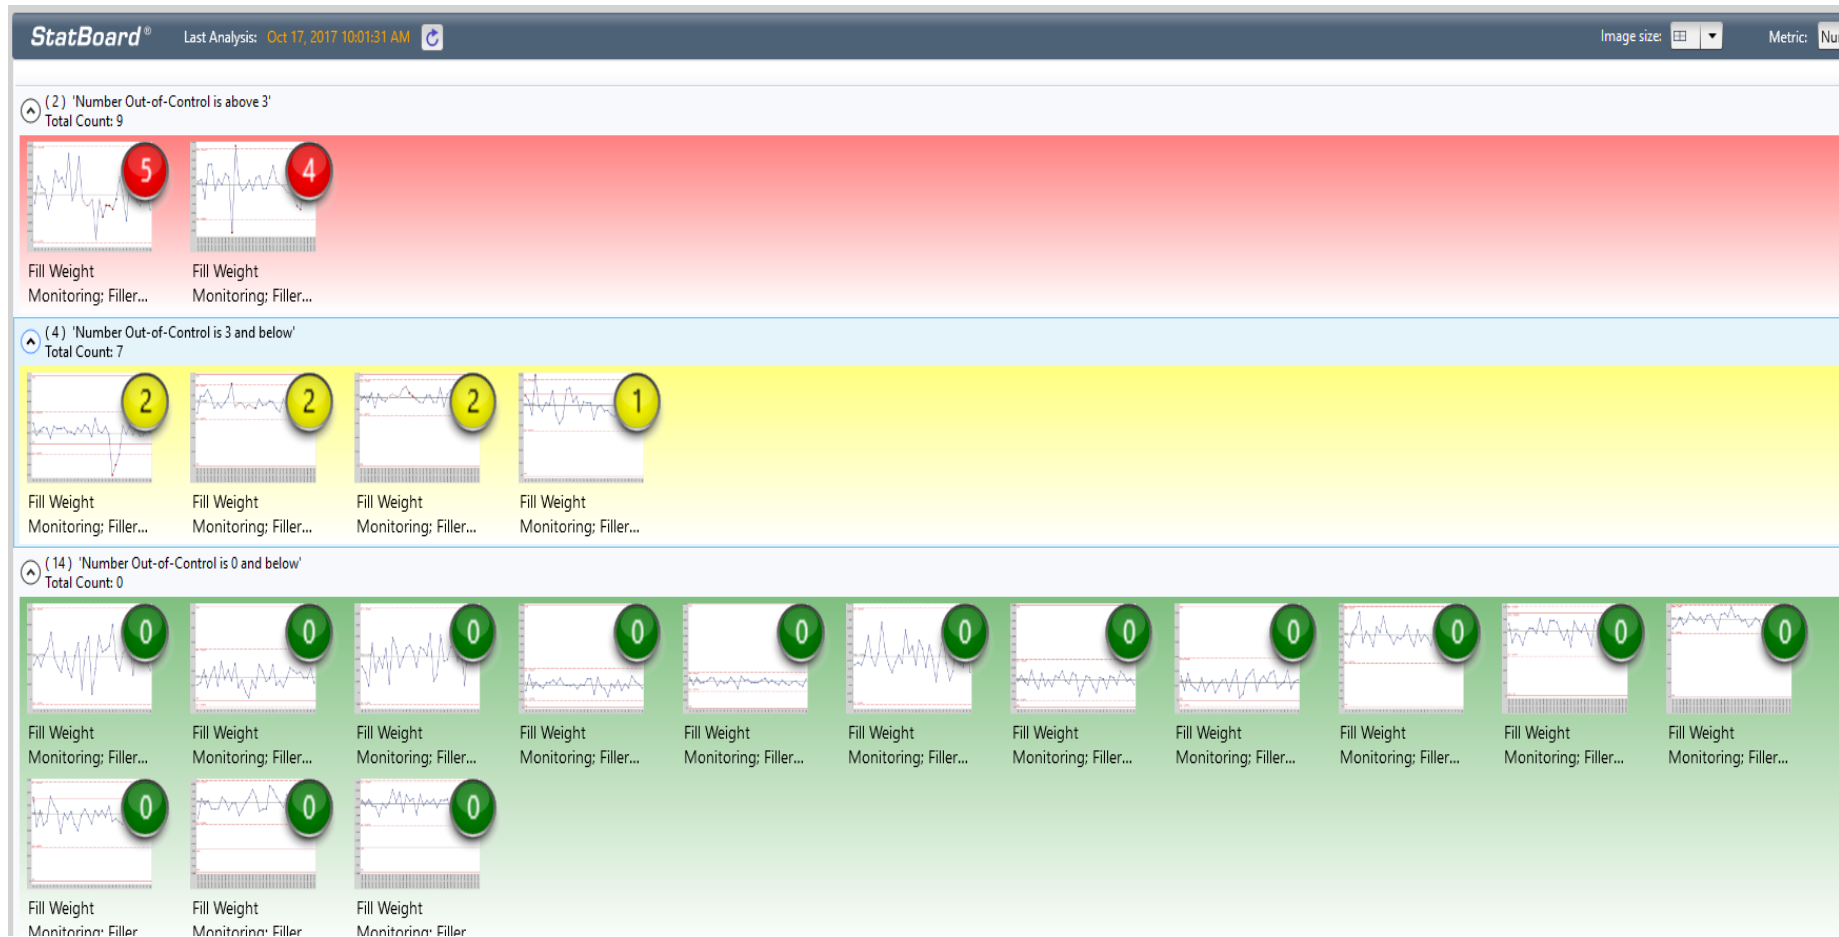 StatBoard®
Last Analysis: Oct 17, 2017 10:01:31 AM
Image size:
Metric:
( 2 ) 'Number Out-of-Control is above 3'
Total Count: 9
5
4
Fill Weight
Monitoring; Filler...
Fill Weight
Monitoring; Filler...
( 4 ) 'Number Out-of-Control is 3 and below'
Total Count: 7
2
2
2
1
Fill Weight
Monitoring; Filler...
Fill Weight
Monitoring; Filler...
Fill Weight
Monitoring; Filler...
Fill Weight
Monitoring; Filler...
( 14 ) 'Number Out-of-Control is 0 and below'
Total Count: 0
0
0
0
0
0
0
0
0
0
0
0
Fill Weight
Monitoring; Filler...
Fill Weight
Monitoring; Filler...
Fill Weight
Monitoring; Filler...
Fill Weight
Monitoring; Filler...
Fill Weight
Monitoring; Filler...
Fill Weight
Monitoring; Filler...
Fill Weight
Monitoring; Filler...
Fill Weight
Monitoring; Filler...
Fill Weight
Monitoring; Filler...
Fill Weight
Monitoring; Filler...
Fill Weight
Monitoring; Filler...
0
0
0
Fill Weight
Monitoring; Filler
Fill Weight
Monitoring; Filler
Fill Weight
Monitoring; Filler